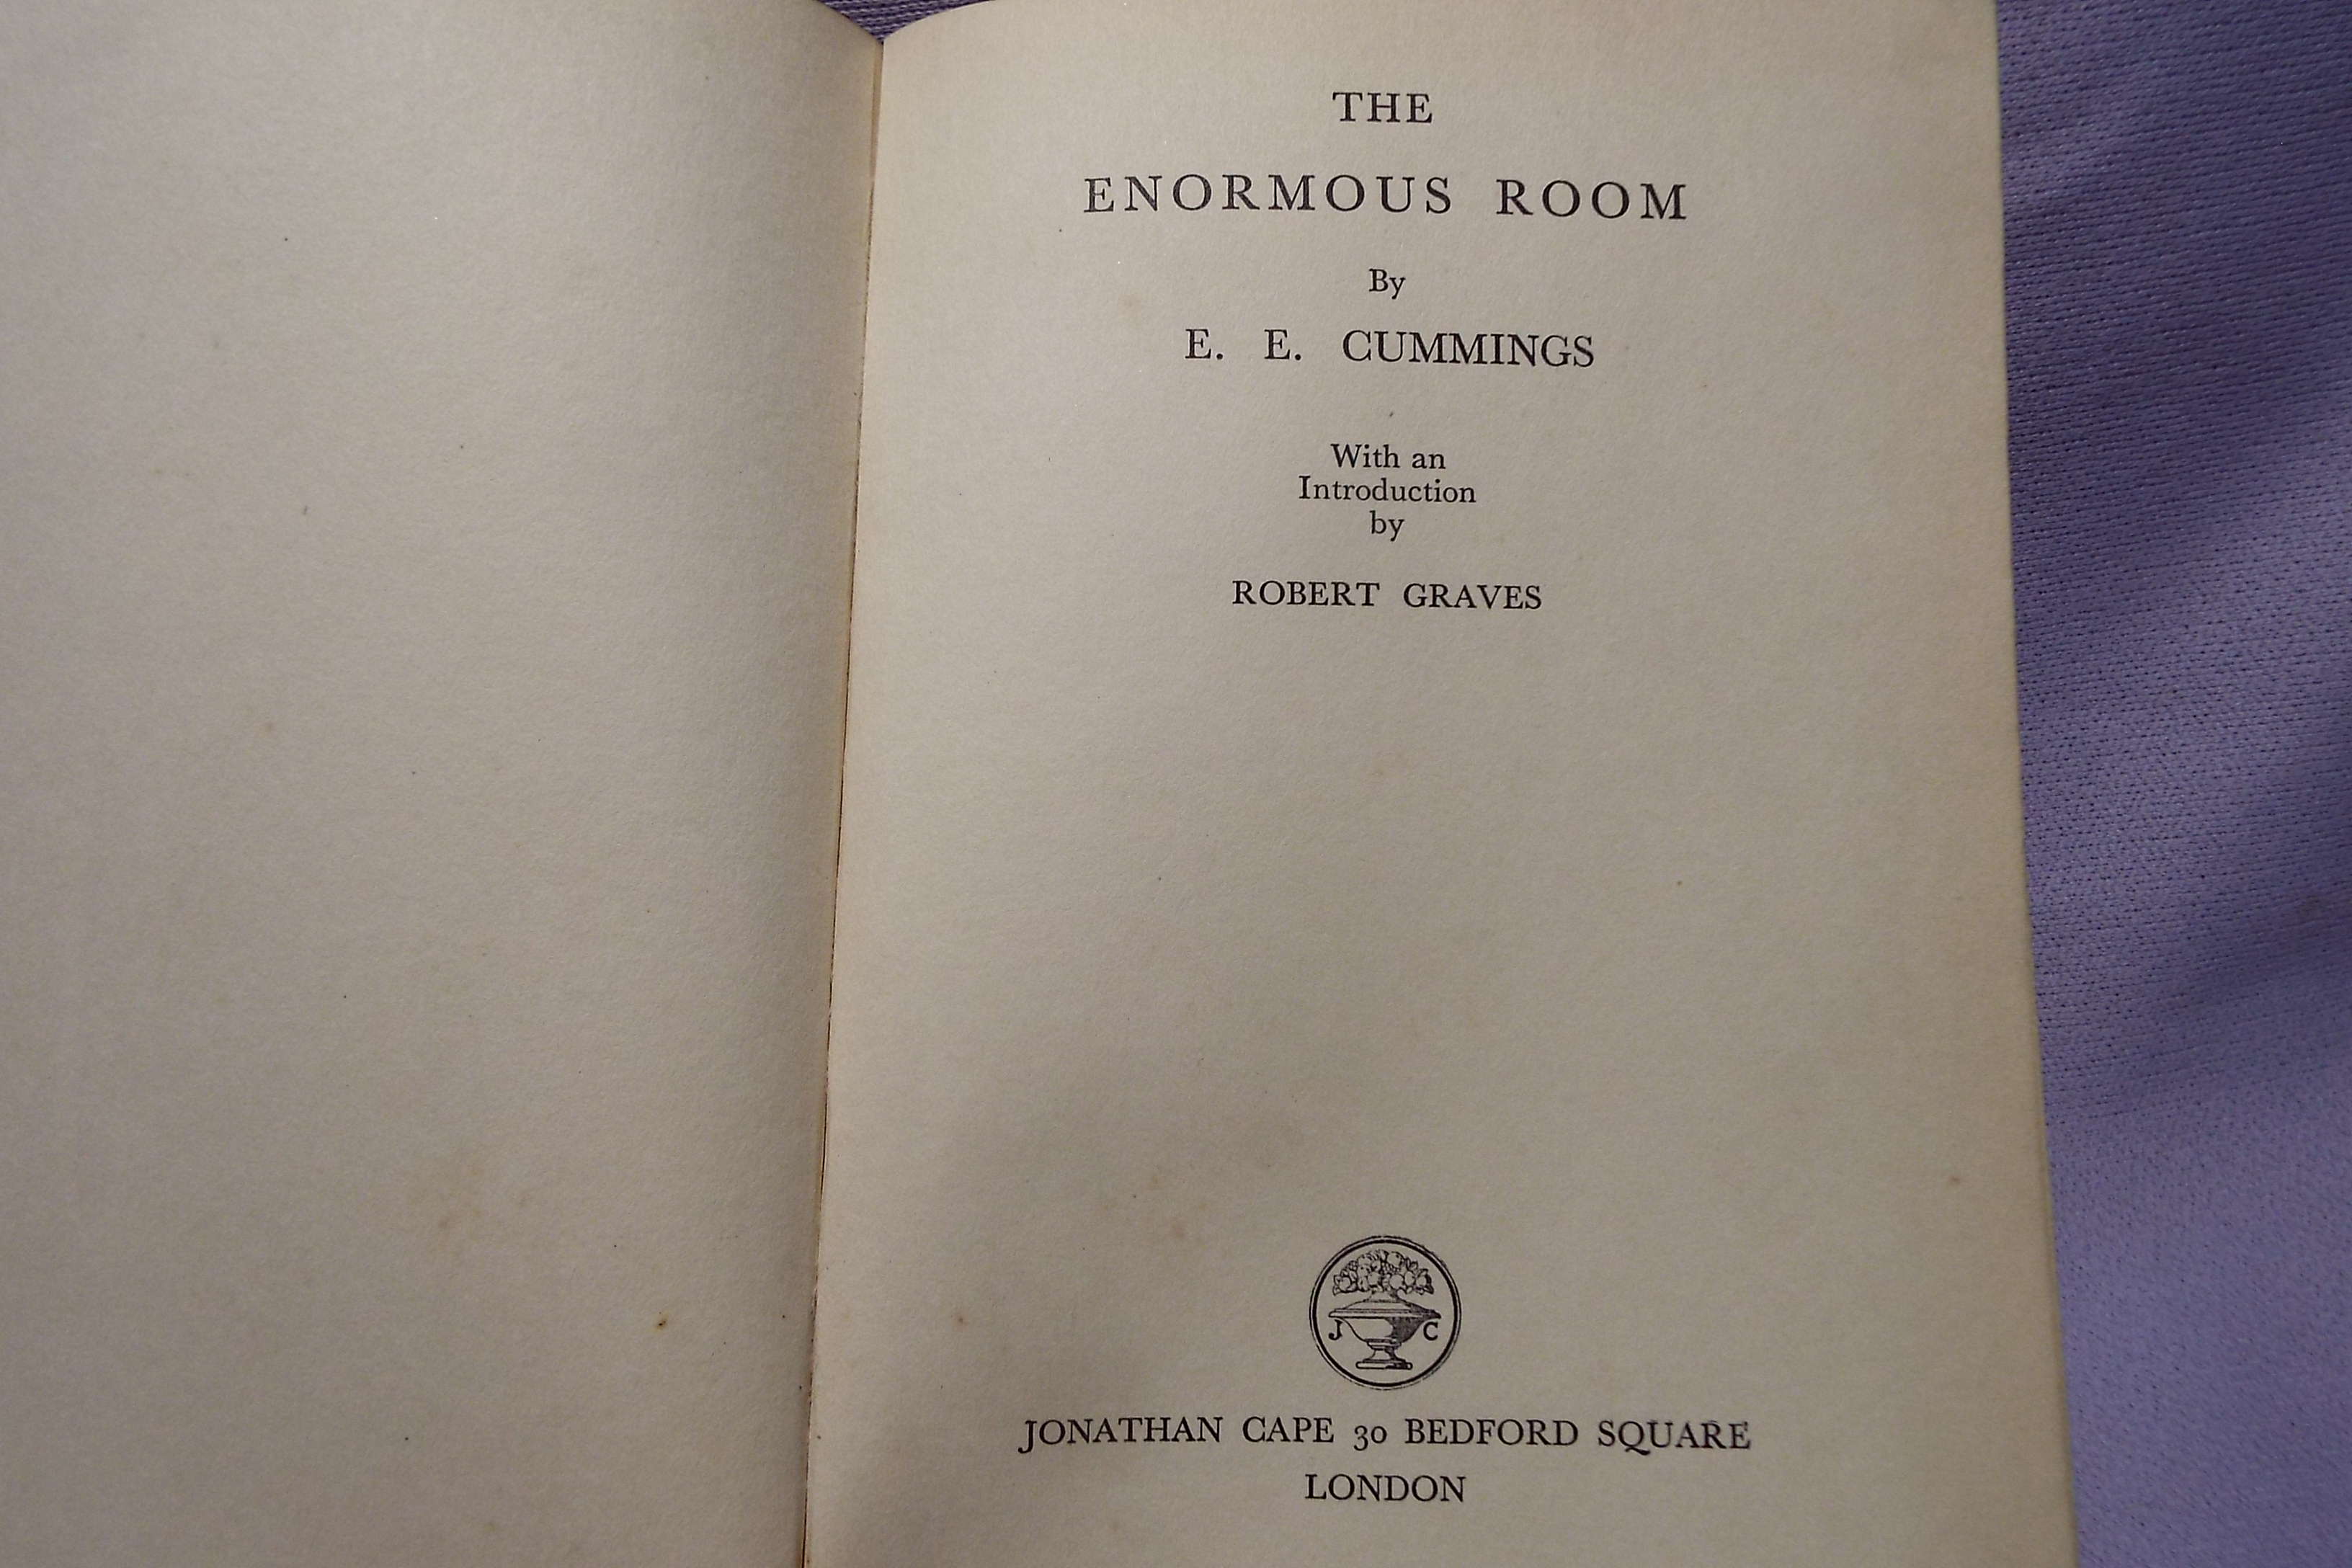 THE
ENORMOUS ROOM
By
E. E. CUMMINGS
With an
Introduction
by
ROBERT GRAVES
J C
JONATHAN CAPE 30 BEDFORD SQUARE
LONDON